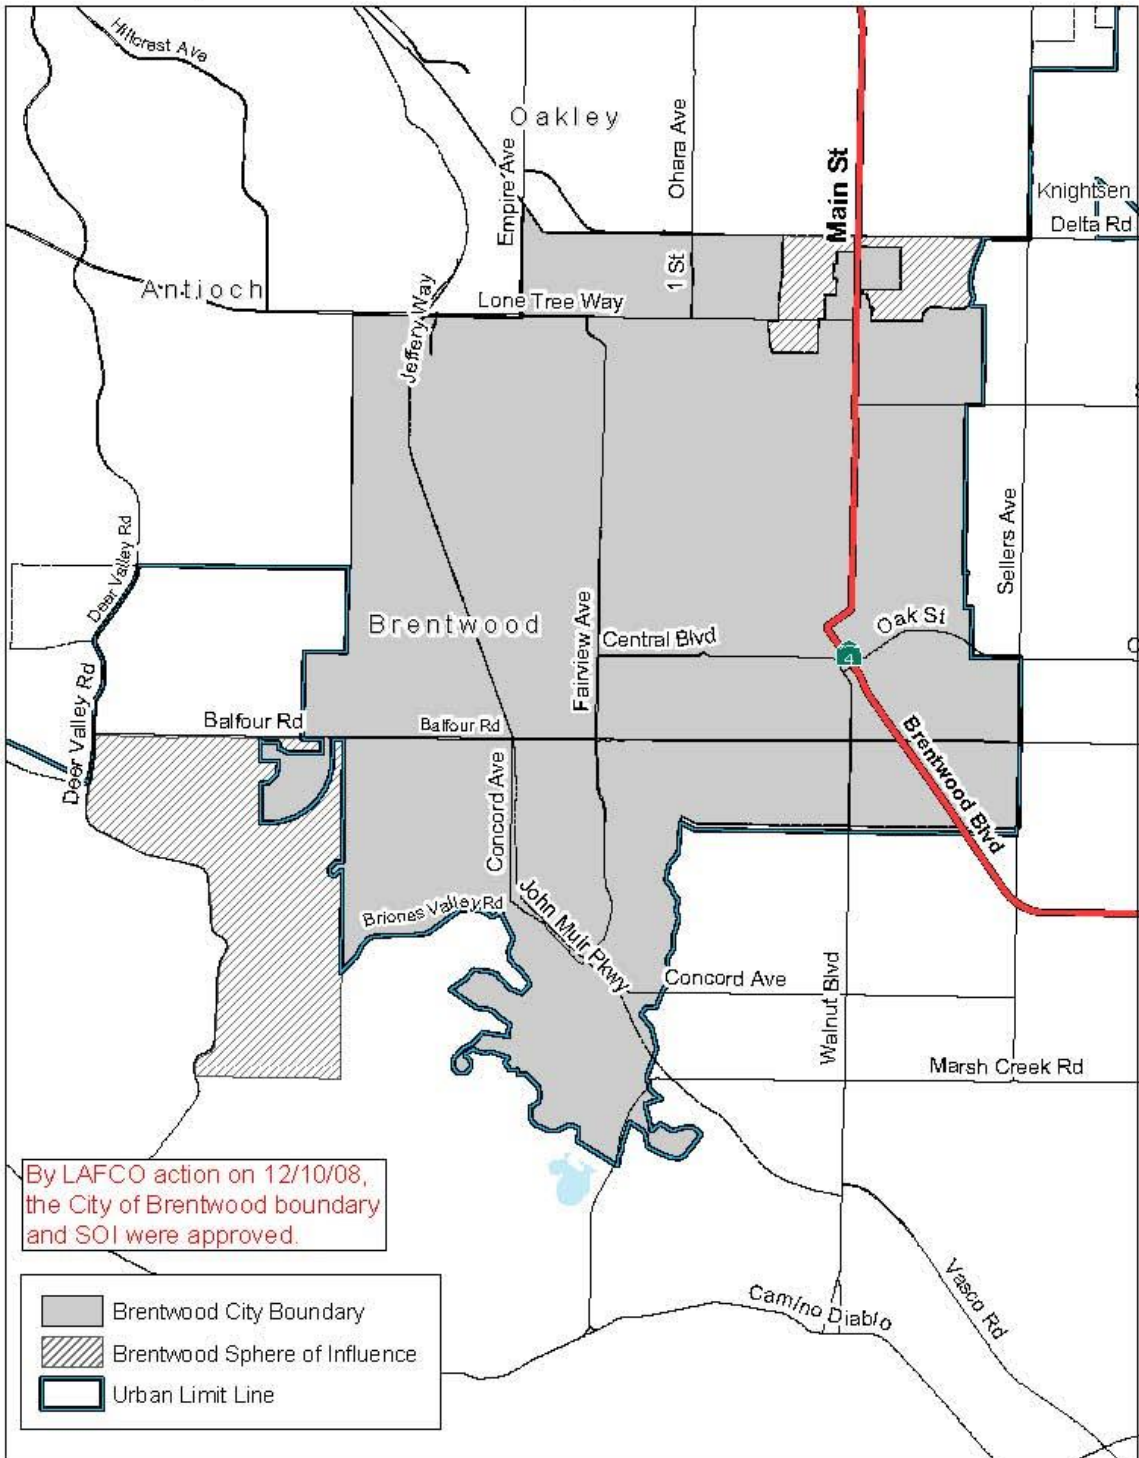 Hillcrest Ave
Oakley
Empire Ave
Ohara Ave
Main St
Knightsen
Delta Rd
Antioch
Jeffery Way
Lone Tree Way
1 St
Deer Valley Rd
Sellers Ave
Brentwood
Fairview Ave
Central Blvd
Oak St
4
Deer Valley Rd
Balfour Rd
Balfour Rd
Concord Ave
Brentwood Blvd
Briones Valley Rd
John Muir Pkwy
Concord Ave
Walnut Blvd
Marsh Creek Rd
By LAFCO action on 12/10/08,
the City of Brentwood boundary
and SOI were approved.
Vasco Rd
Camino Diablo
Brentwood City Boundary
Brentwood Sphere of Influence
Urban Limit Line